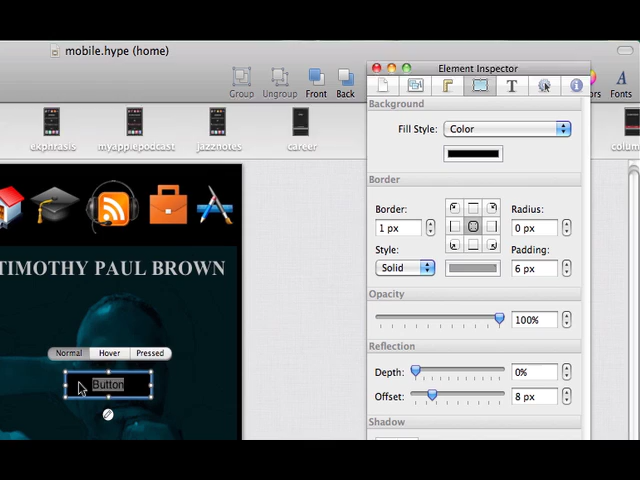 mobile.hype (home)
Element Inspector
Group
Ungroup
Front
Back
Fonts
Background
Fill Style:
Color
ekphrasis
myapplepodcast
jazznotes
career
Border
Border:
Radius:
1 px
0 px
Style:
Padding:
Solid
6 px
TIMOTHY PAUL BROWN
Opacity
100%
Reflection
Normal
Hover
Pressed
Depth:
0%
Button
Offset:
8 px
Shadow